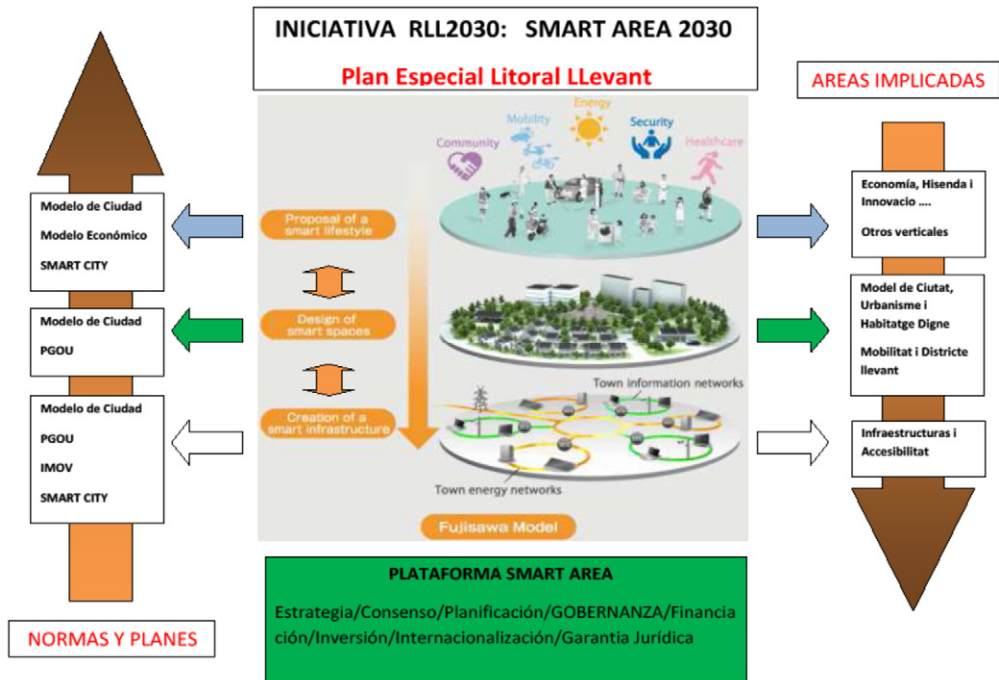 INICIATIVA RLL2030: SMART AREA 2030
Plan Especial Litoral LLevant
AREAS IMPLICADAS
Modelo de Ciudad
Modelo Económico
SMART CITY
Modelo de Ciudad
PGOU
Modelo de Ciudad
PGOU
IMOV
SMART CITY
NORMAS Y PLANES
Community
Mobility
Energy
Security
Healthcare
Proposal of a
smart lifestyle
Design of
smart spaces
Town information networks
Creation of a
smart infrastructure
Town energy networks
Fujisawa Model
Economía, Hisenda i
Innovacio ....
Otros verticales
Model de Ciutat,
Urbanisme i
Habitatge Digne
Mobilitat i Districte
llevant
Infraestructuras i
Accesibilitat
PLATAFORMA SMART AREA
Estrategia/Consenso/Planificación/GOBERNANZA/Financia
ción/Inversión/Internacionalización/Garantia Jurídica